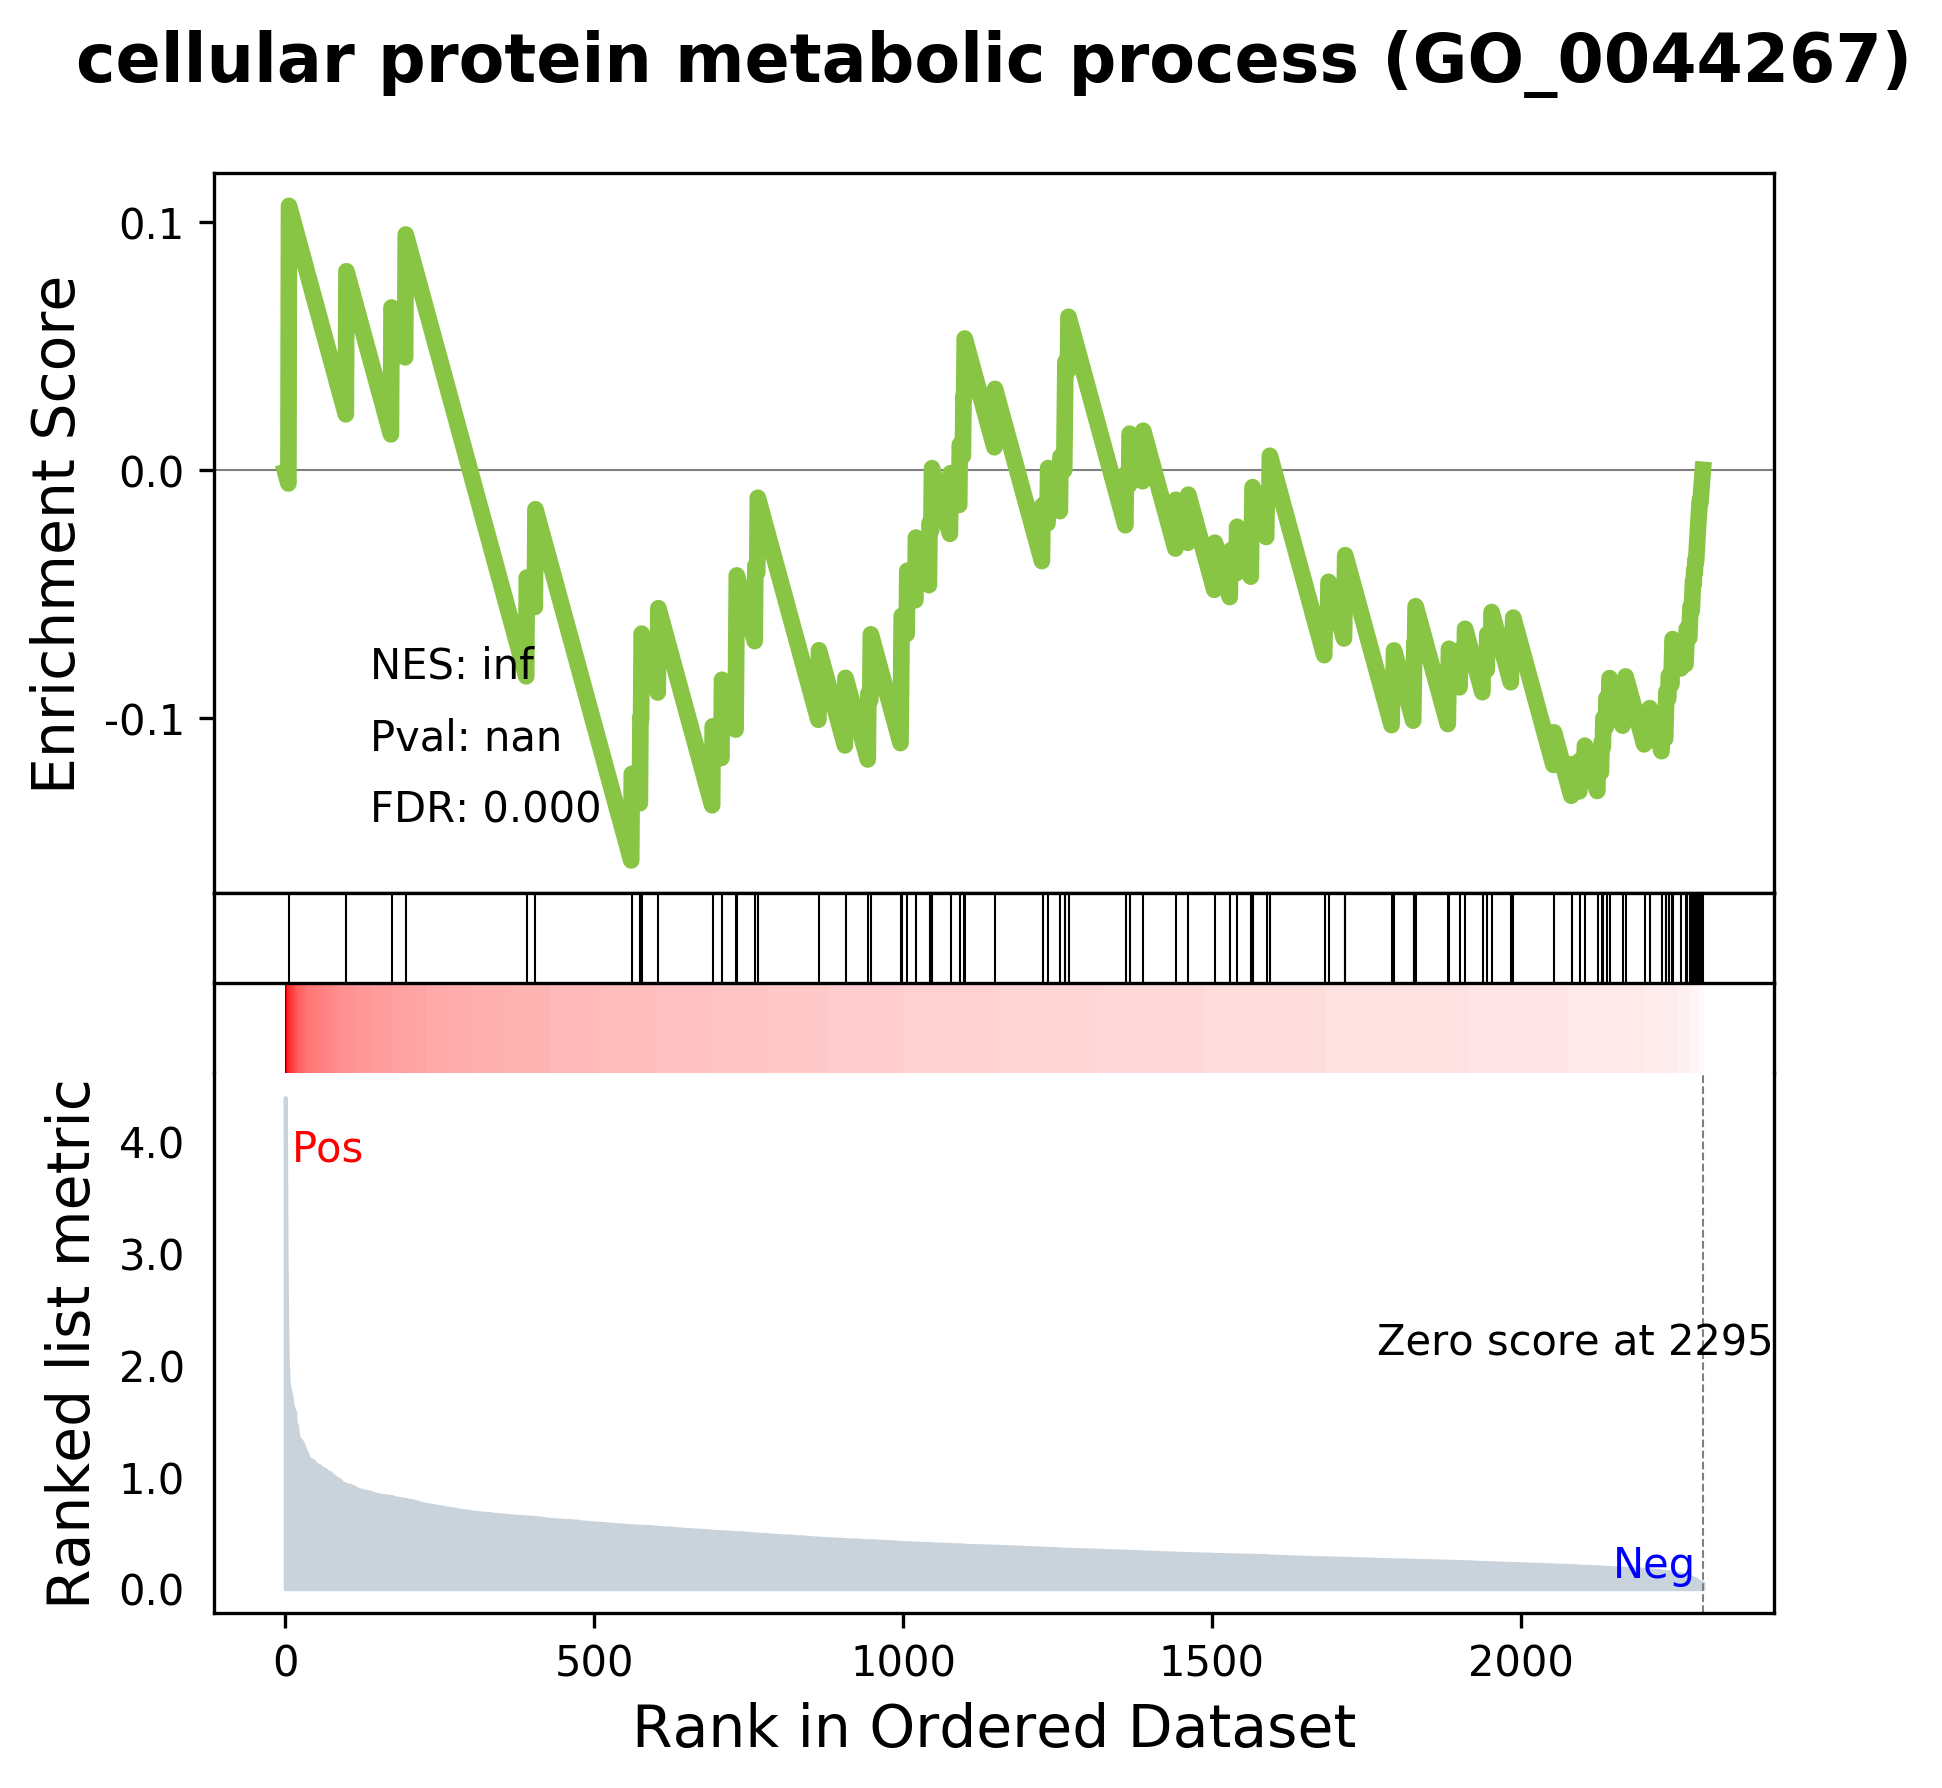 cellular protein metabolic process (GO_0044267)
Enrichment Score
0.1
0.0
-0.1
NES: inf
Pval: nan
FDR: 0.000
Ranked list metric
4.0
3.0
2.0
1.0
0.0
Pos
Zero score at 2295
Neg
0 500 1000 1500 2000
Rank in Ordered Dataset